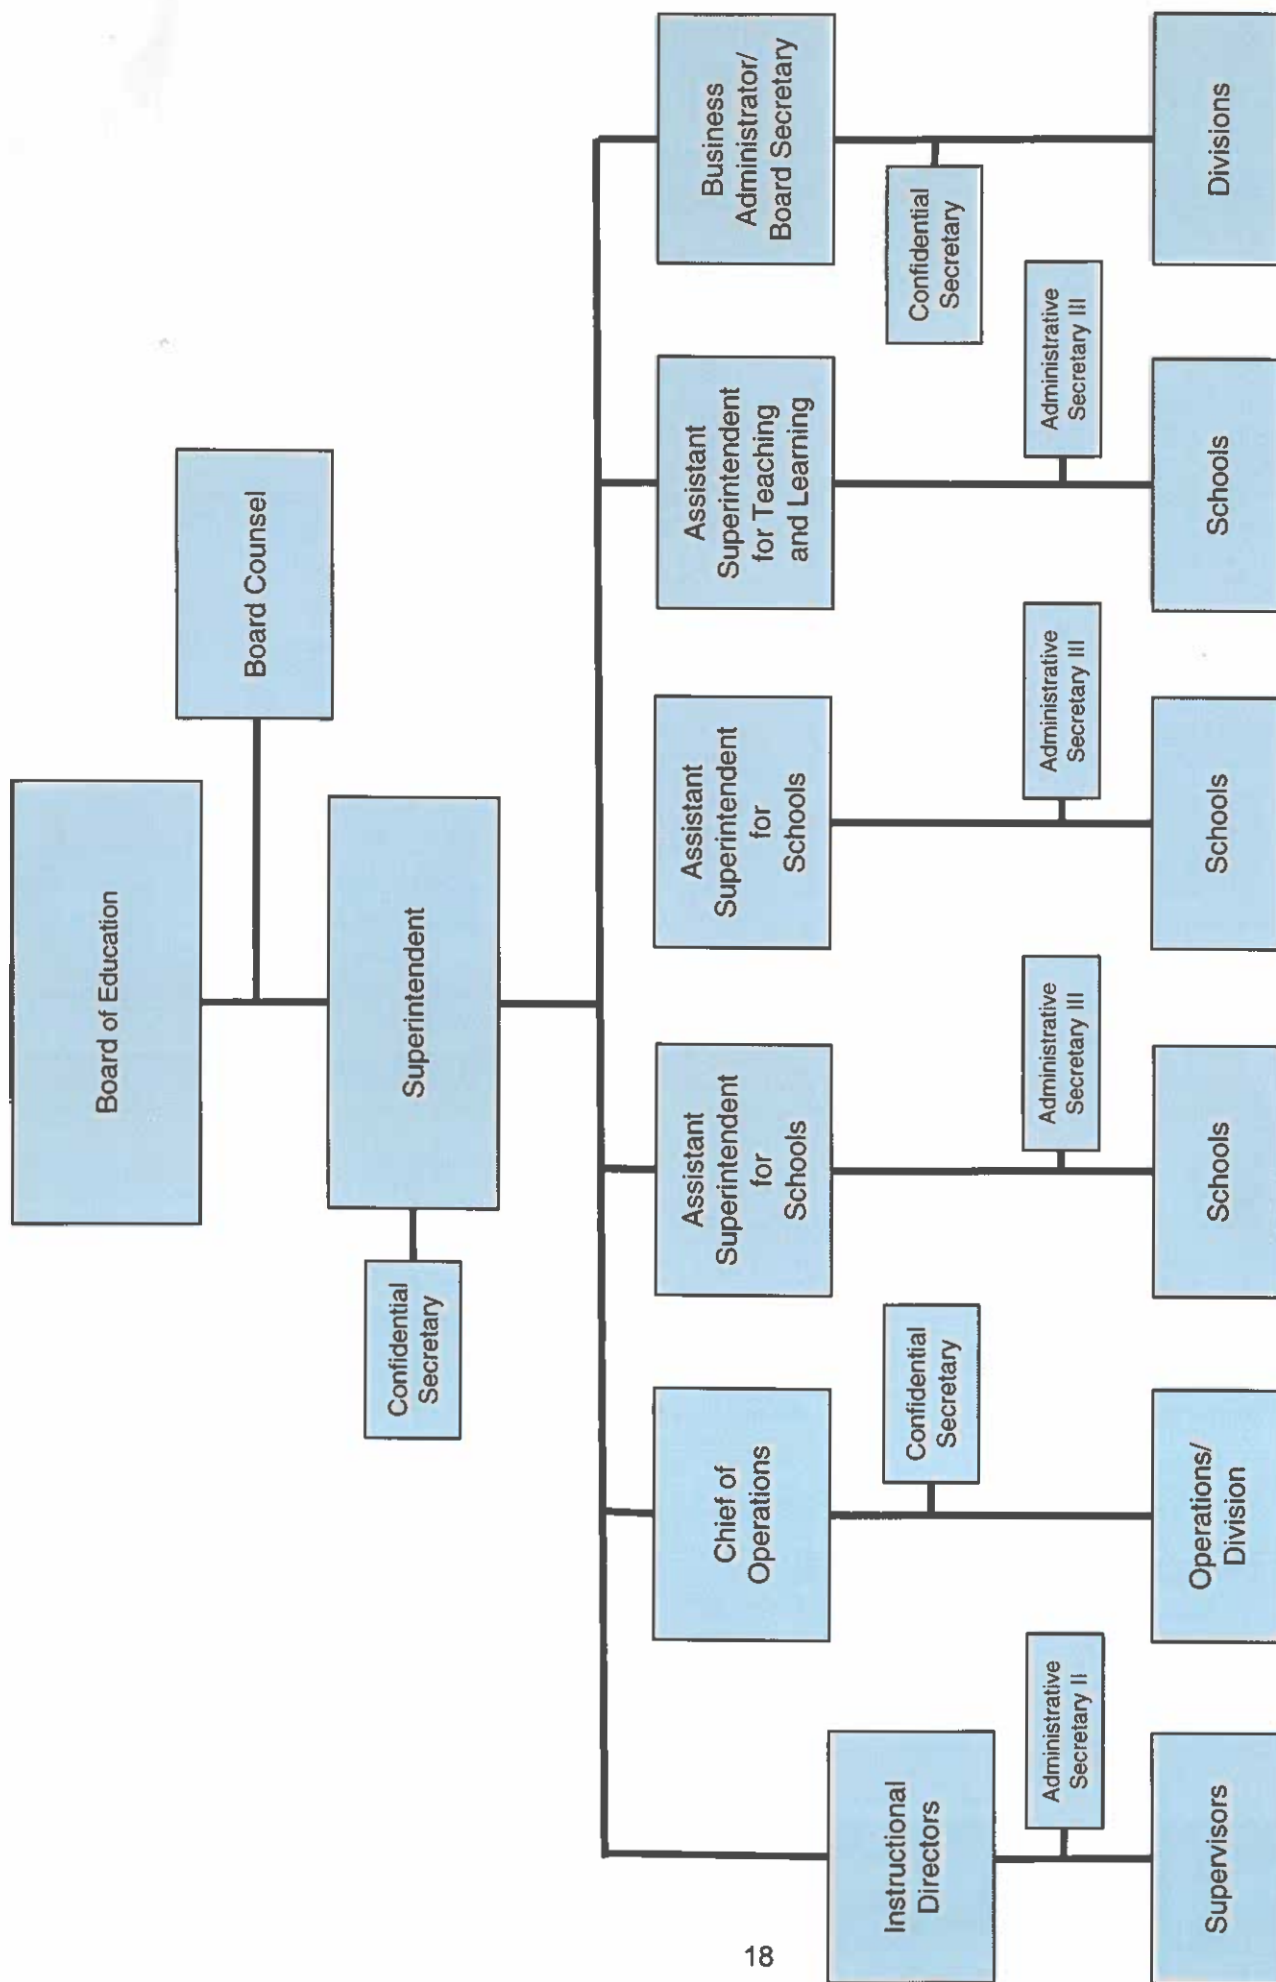 Board of Education
Board Counsel
Superintendent
Confidential
Secretary
Instructional
Directors
Chief of
Operations
Assistant
Superintendent
for
Schools
Assistant
Superintendent
for
Schools
Assistant
Superintendent
for Teaching
and Learning
Business
Administrator/
Board Secretary
Confidential
Secretary
Confidential
Secretary
Administrative
Secretary II
Administrative
Secretary III
Administrative
Secretary III
Administrative
Secretary III
Supervisors
Operations/
Division
Schools
Schools
Schools
Divisions
18